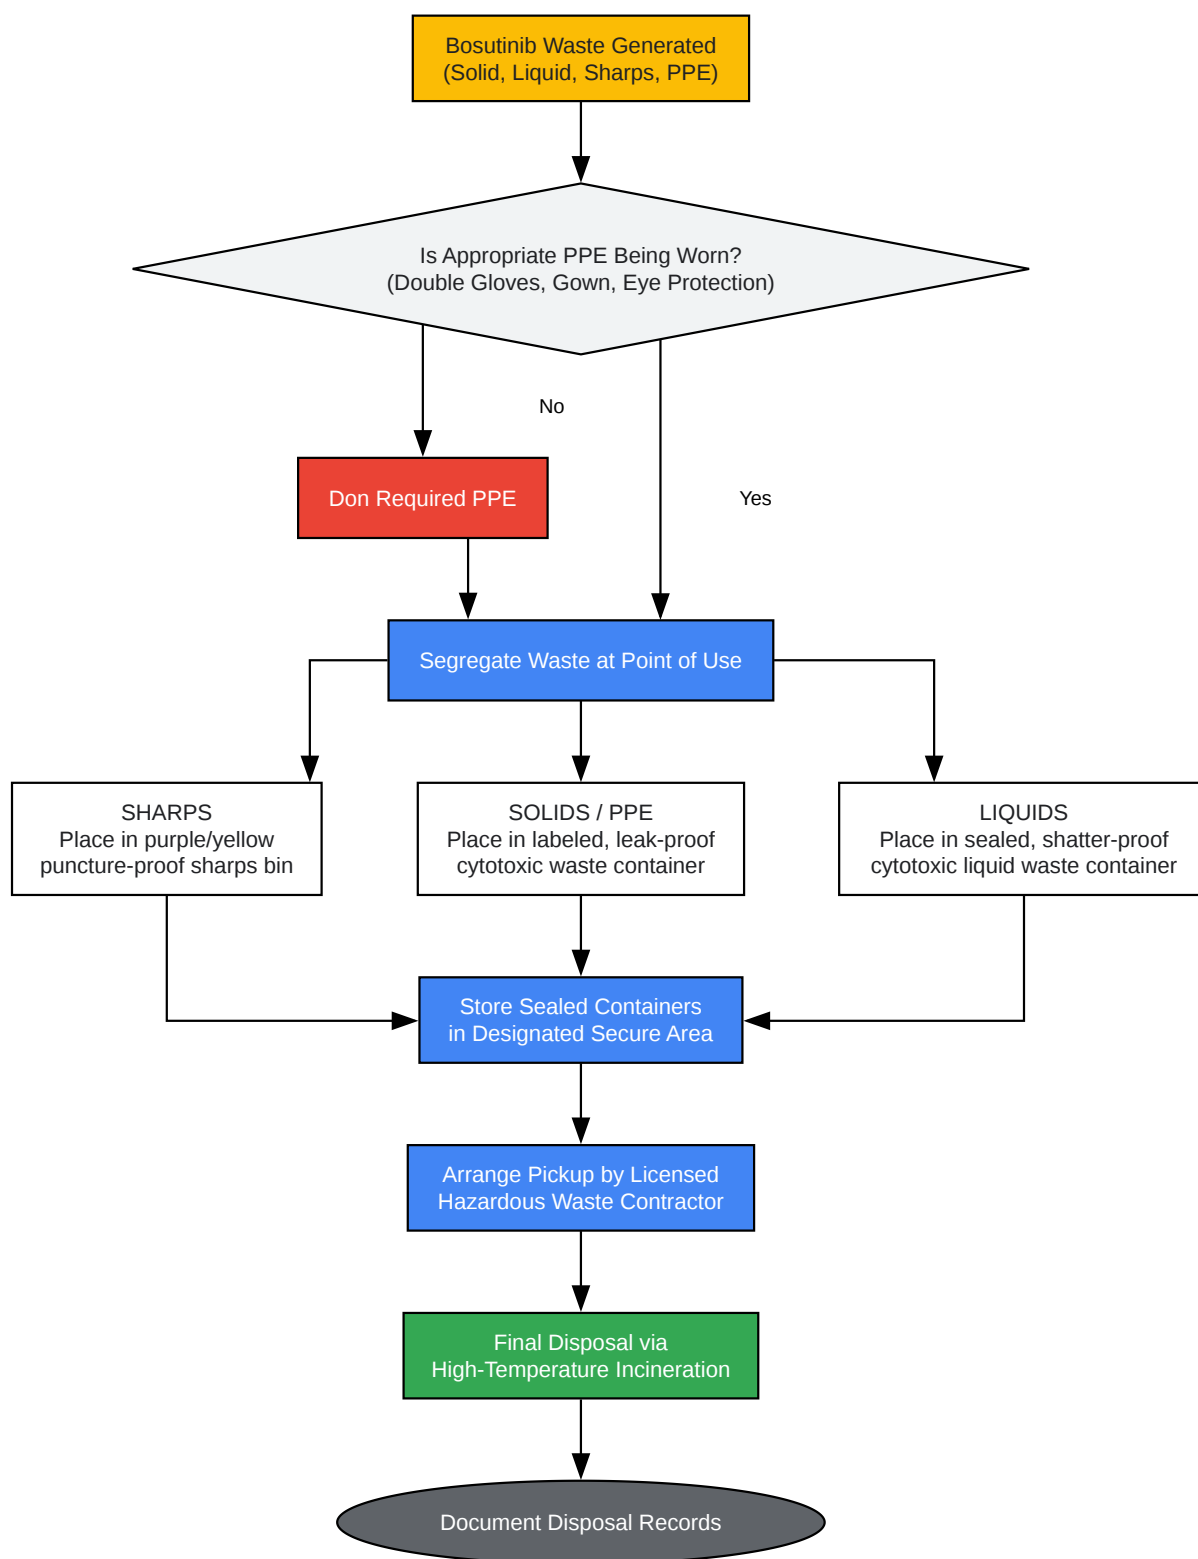 Bosutinib Waste Generated
(Solid, Liquid, Sharps, PPE)
Is Appropriate PPE Being Worn?
(Double Gloves, Gown, Eye Protection)
No
Don Required PPE
Yes
Segregate Waste at Point of Use
SHARPS
Place in purple/yellow
puncture-proof sharps bin
SOLIDS / PPE
Place in labeled, leak-proof
cytotoxic waste container
LIQUIDS
Place in sealed, shatter-proof
cytotoxic liquid waste container
Store Sealed Containers
in Designated Secure Area
Arrange Pickup by Licensed
Hazardous Waste Contractor
Final Disposal via
High-Temperature Incineration
Document Disposal Records